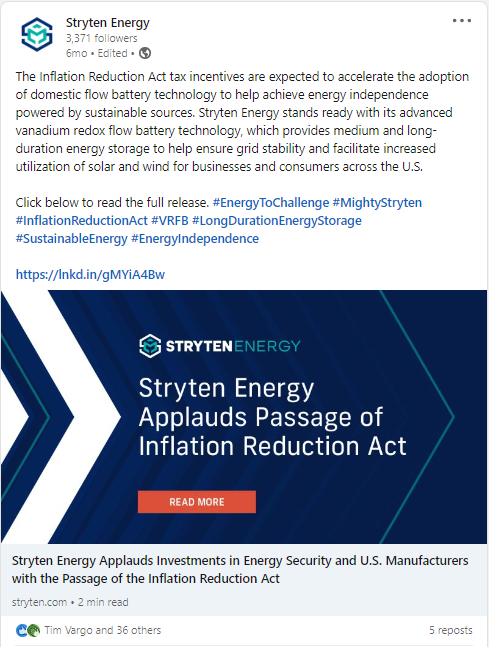 Stryten Energy
3,371 followers
6mo • Edited •
The Inflation Reduction Act tax incentives are expected to accelerate the adoption
of domestic flow battery technology to help achieve energy independence
powered by sustainable sources. Stryten Energy stands ready with its advanced
vanadium redox flow battery technology, which provides medium and long-
duration energy storage to help ensure grid stability and facilitate increased
utilization of solar and wind for businesses and consumers across the U.S.
Click below to read the full release. #EnergyToChallenge #MightyStryten
#InflationReductionAct #VRFB #LongDurationEnergyStorage
#SustainableEnergy #EnergyIndependence
https://lnkd.in/gMYiA4Bw
STRYTENENERGY
Stryten Energy
Applauds Passage of
Inflation Reduction Act
READ MORE
Stryten Energy Applauds Investments in Energy Security and U.S. Manufacturers
with the Passage of the Inflation Reduction Act
stryten.com • 2 min read
Tim Vargo and 36 others
5 reposts